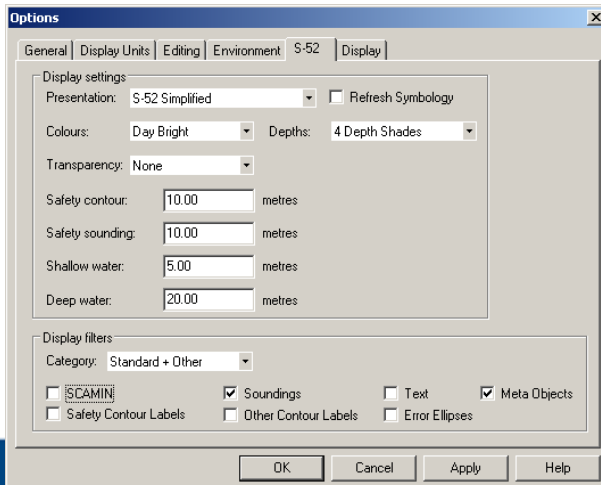 Options
General Display Units Editing Environment S-52 Display
Display settings
Presentation: S-52 Simplified Refresh Symbology
Colours: Day Bright Depths: 4 Depth Shades
Transparency: None
Safety contour: 10.00 metres
Safety sounding: 10.00 metres
Shallow water: 5.00 metres
Deep water: 20.00 metres
Display filters
Category: Standard + Other
SCAMIN Soundings Text Meta Objects
Safety Contour Labels Other Contour Labels Error Ellipses
OK Cancel Apply Help